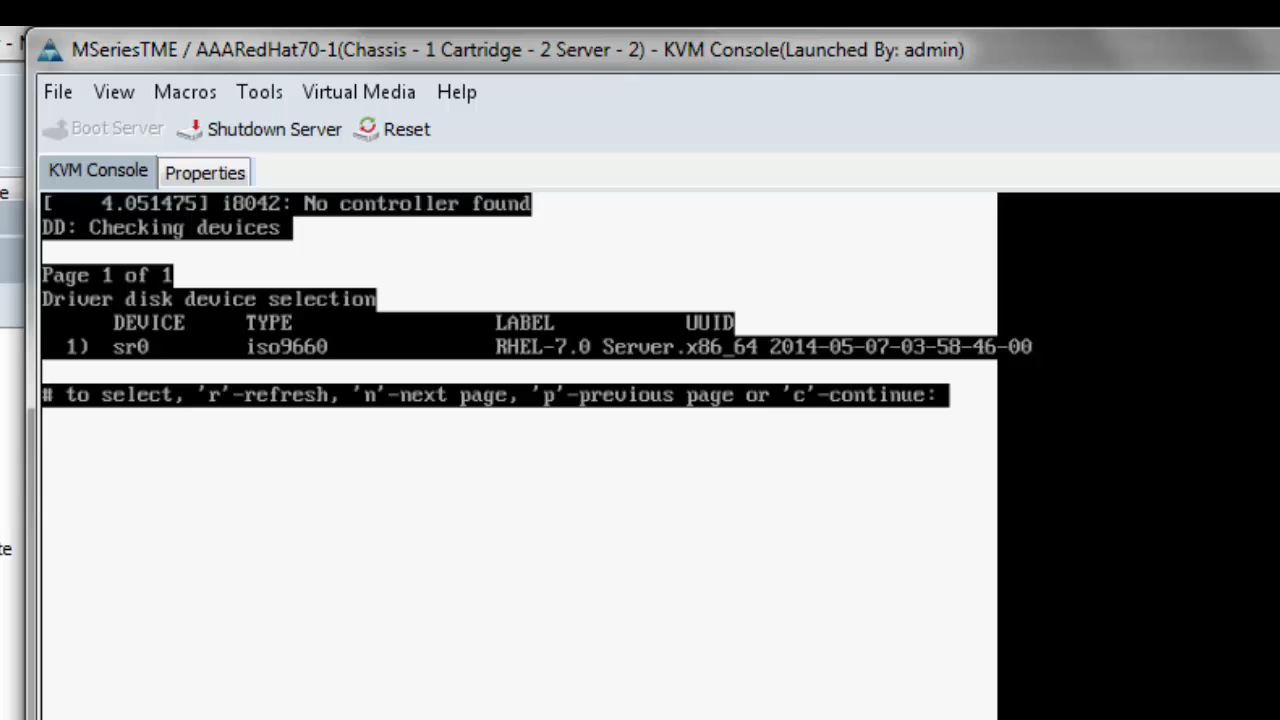 MSeriesTME / AAARedHat70-1(Chassis - 1 Cartridge - 2 Server - 2) - KVM Console(Launched By: admin)
File View Macros Tools Virtual Media Help
Boot Server Shutdown Server Reset
KVM Console Properties
[ 4.051475] i8042: No controller found
DD: Checking devices
Page 1 of 1
Driver disk device selection
DEVICE TYPE LABEL UUID
1) sr0 iso9660 RHEL-7.0 Server.x86_64 2014-05-07-03-58-46-00
# to select, 'r'-refresh, 'n'-next page, 'p'-previous page or 'c'-continue: